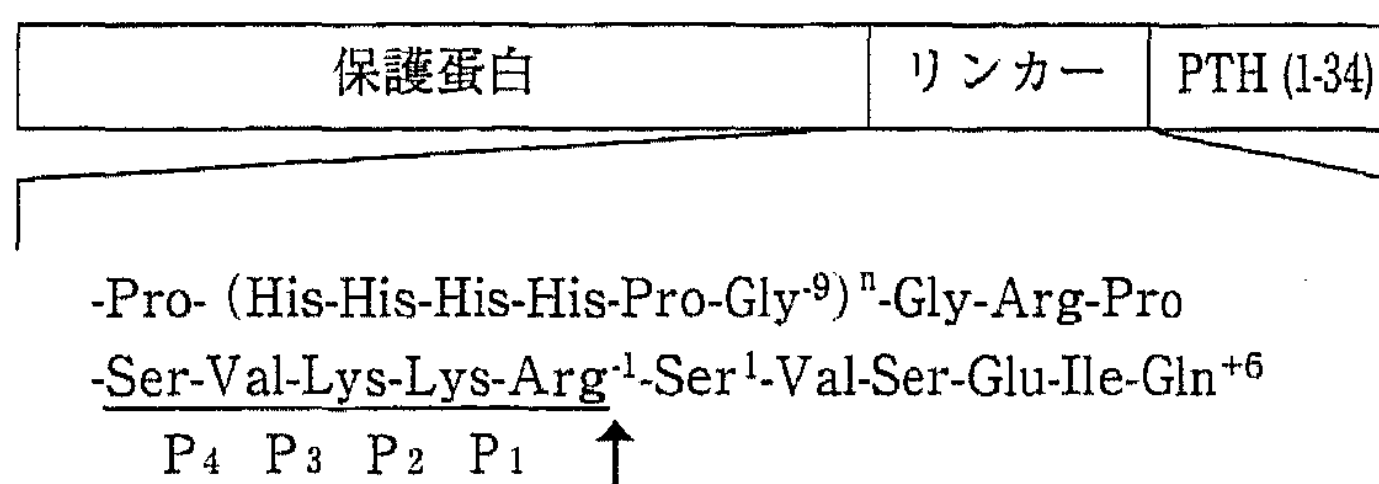 保護蛋白 リンカー PTH (1-34)
-Pro- (His-His-His-His-Pro-Gly⁻⁹)ⁿ-Gly-Arg-Pro
-Ser-Val-Lys-Lys-Arg⁻¹-Ser¹-Val-Ser-Glu-Ile-Gln⁺⁶
P₄ P₃ P₂ P₁